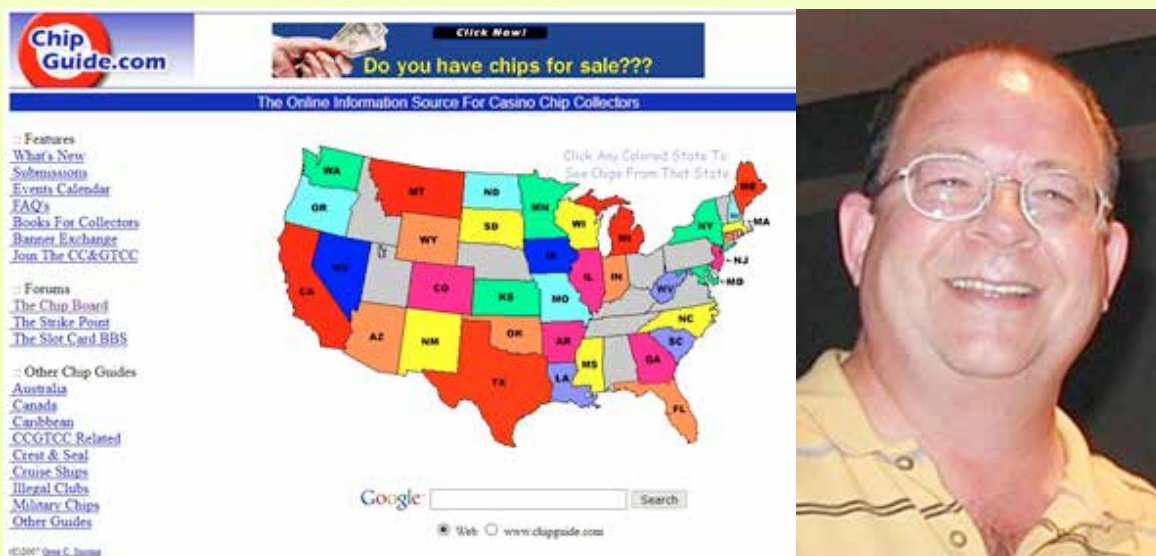 Chip
Guide.com
Click Now!
Do you have chips for sale???
The Online Information Source For Casino Chip Collectors
:: Features
What's New
Submissions
Events Calendar
FAQ's
Books For Collectors
Banner Exchange
Join The CC&GTCC
:: Forums
The Chip Board
The Strike Point
The Slot Card BBS
:: Other Chip Guides
Australia
Canada
Caribbean
CCGTCC Related
Crest & Seal
Cruise Ships
Illegal Clubs
Military Chips
Other Guides
Click Any Colored State To
See Chips From That State
WA
MT
ND
MN
ME
OR
SD
WI
MI
NY
MA
WY
IA
NJ
NV
IL
IN
MD
CA
CO
KS
MO
WV
AZ
NM
OK
AR
NC
SC
TX
LA
MS
GA
FL
Google
Search
Web
www.chipguide.com
(C)2007